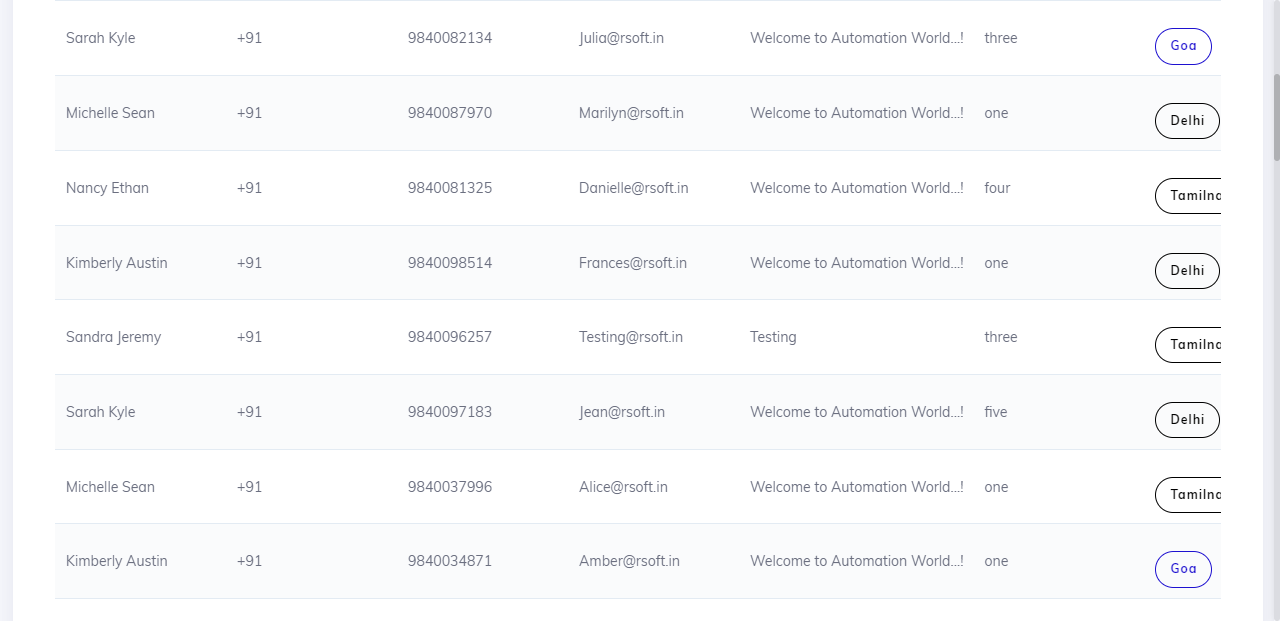 Sarah Kyle +91 9840082134 Julia@rsoft.in Welcome to Automation World...! three Goa
Michelle Sean +91 9840087970 Marilyn@rsoft.in Welcome to Automation World...! one Delhi
Nancy Ethan +91 9840081325 Danielle@rsoft.in Welcome to Automation World...! four Tamilna
Kimberly Austin +91 9840098514 Frances@rsoft.in Welcome to Automation World...! one Delhi
Sandra Jeremy +91 9840096257 Testing@rsoft.in Testing three Tamilna
Sarah Kyle +91 9840097183 Jean@rsoft.in Welcome to Automation World...! five Delhi
Michelle Sean +91 9840037996 Alice@rsoft.in Welcome to Automation World...! one Tamilna
Kimberly Austin +91 9840034871 Amber@rsoft.in Welcome to Automation World...! one Goa